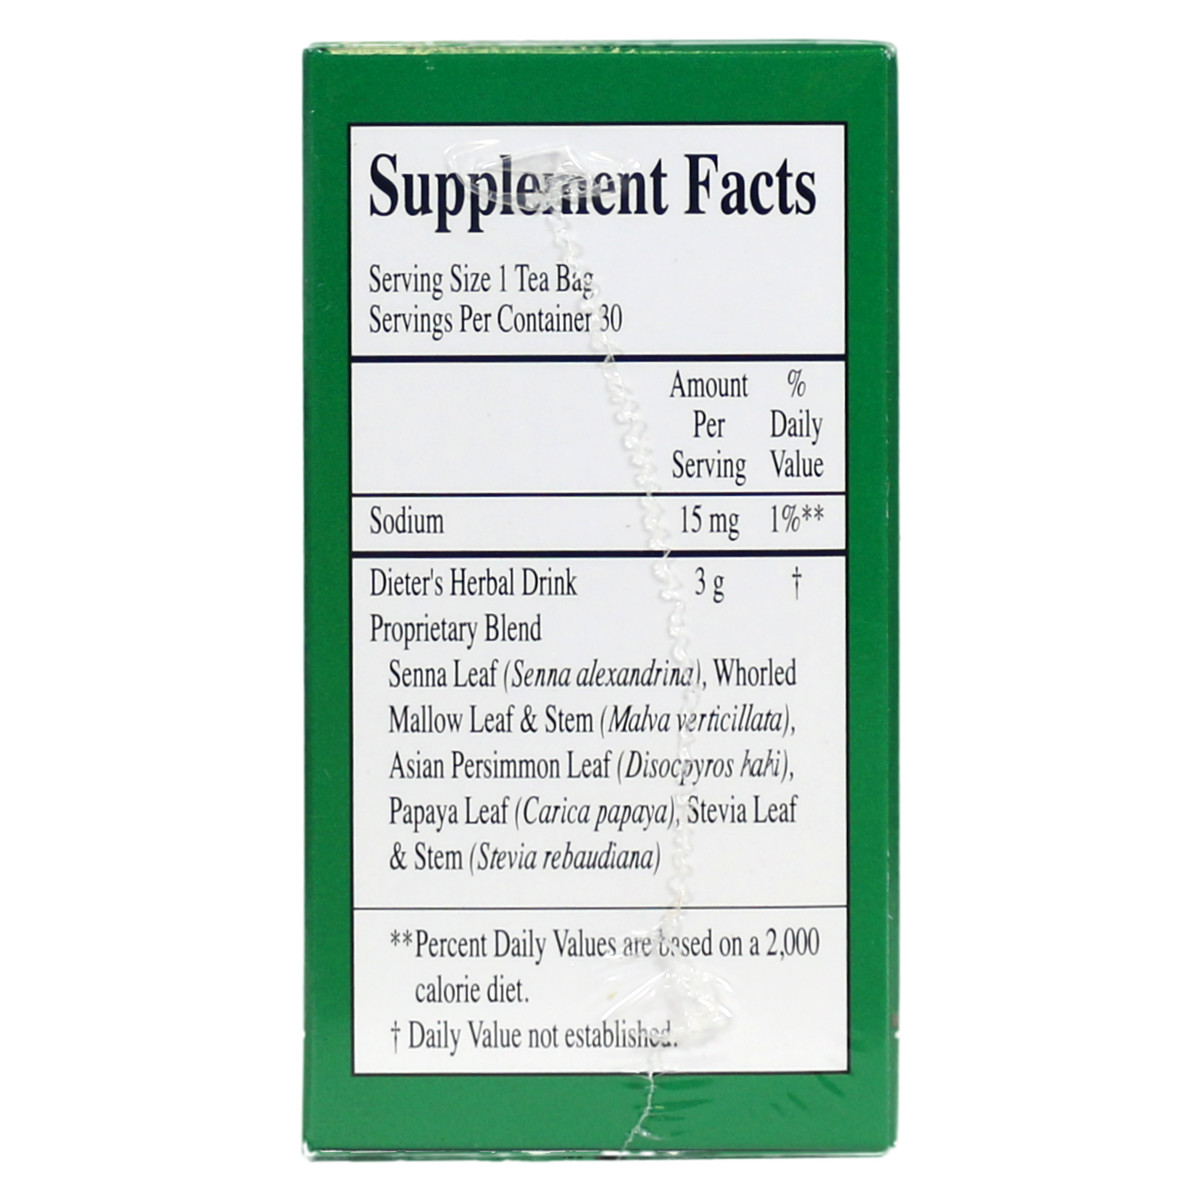 Supplement Facts
Serving Size 1 Tea Bag
Servings Per Container 30
Amount Per Serving
% Daily Value
Sodium 15 mg 1%**
Dieter's Herbal Drink 3 g †
Proprietary Blend
Senna Leaf (Senna alexandrina), Whorled
Mallow Leaf & Stem (Malva verticillata),
Asian Persimmon Leaf (Disocpyros kaki),
Papaya Leaf (Carica papaya), Stevia Leaf
& Stem (Stevia rebaudiana)
**Percent Daily Values are based on a 2,000
calorie diet.
† Daily Value not established.